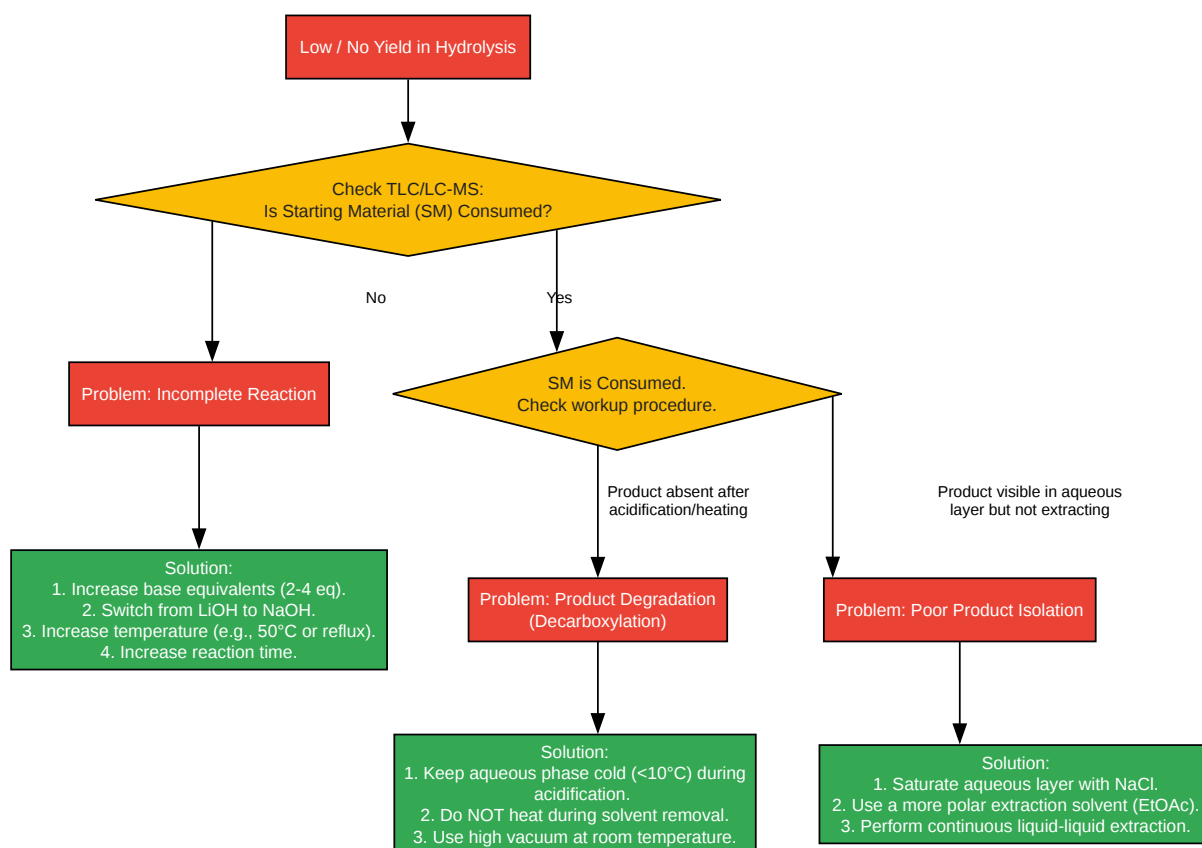 Low / No Yield in Hydrolysis
Check TLC/LC-MS:
Is Starting Material (SM) Consumed?
No
Yes
Problem: Incomplete Reaction
SM is Consumed.
Check workup procedure.
Product absent after
acidification/heating
Product visible in aqueous
layer but not extracting
Solution:
1. Increase base equivalents (2-4 eq).
2. Switch from LiOH to NaOH.
3. Increase temperature (e.g., 50°C or reflux).
4. Increase reaction time.
Problem: Product Degradation
(Decarboxylation)
Problem: Poor Product Isolation
Solution:
1. Keep aqueous phase cold (<10°C) during
acidification.
2. Do NOT heat during solvent removal.
3. Use high vacuum at room temperature.
Solution:
1. Saturate aqueous layer with NaCl.
2. Use a more polar extraction solvent (EtOAc).
3. Perform continuous liquid-liquid extraction.